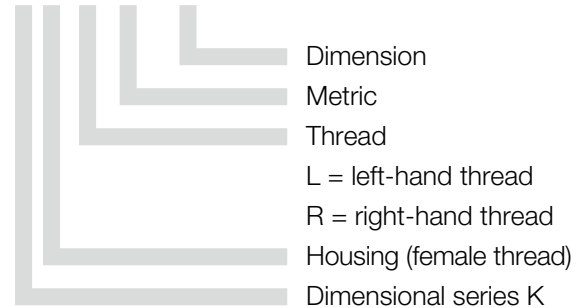 Dimension
Metric
Thread
L = left-hand thread
R = right-hand thread
Housing (female thread)
Dimensional series K